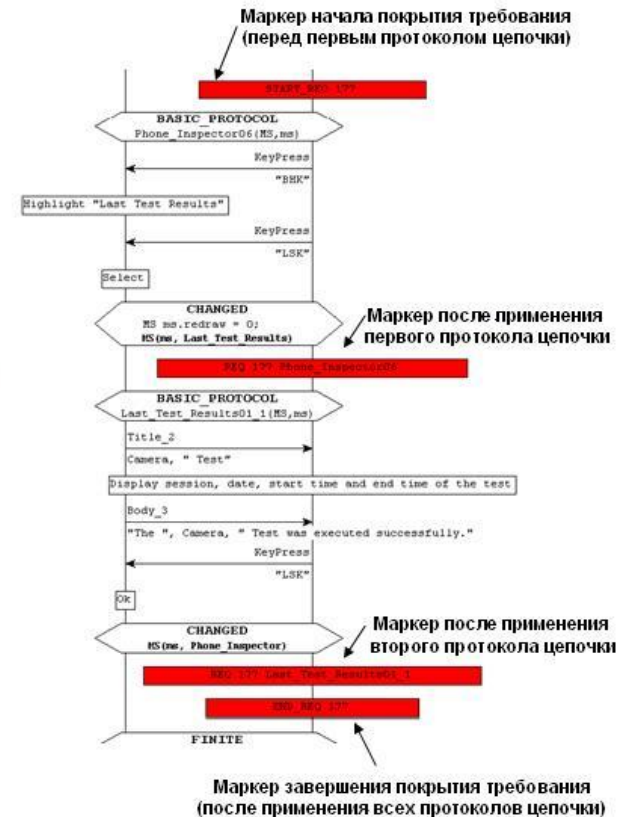 Маркер начала покрытия требования
(перед первым протоколом цепочки)
START_REQ 177
BASIC_PROTOCOL
Phone_Inspector06(MS,ms)
KeyPress
"BHK"
Highlight "Last Test Results"
KeyPress
"LSK"
Select
CHANGED
MS ms.redraw = 0;
MS(ms, Last_Test_Results)
Маркер после применения
первого протокола цепочки
REQ 177 Phone_Inspector06
BASIC_PROTOCOL
Last_Test_Results01_1(MS,ms)
Title_2
Camera, " Test"
Display session, date, start time and end time of the test
Body_3
"The ", Camera, " Test was executed successfully."
KeyPress
"LSK"
Ok
CHANGED
MS(ms, Phone_Inspector)
Маркер после применения
второго протокола цепочки
REQ 177 Last_Test_Results01_1
END_REQ 177
FINITE
Маркер завершения покрытия требования
(после применения всех протоколов цепочки)